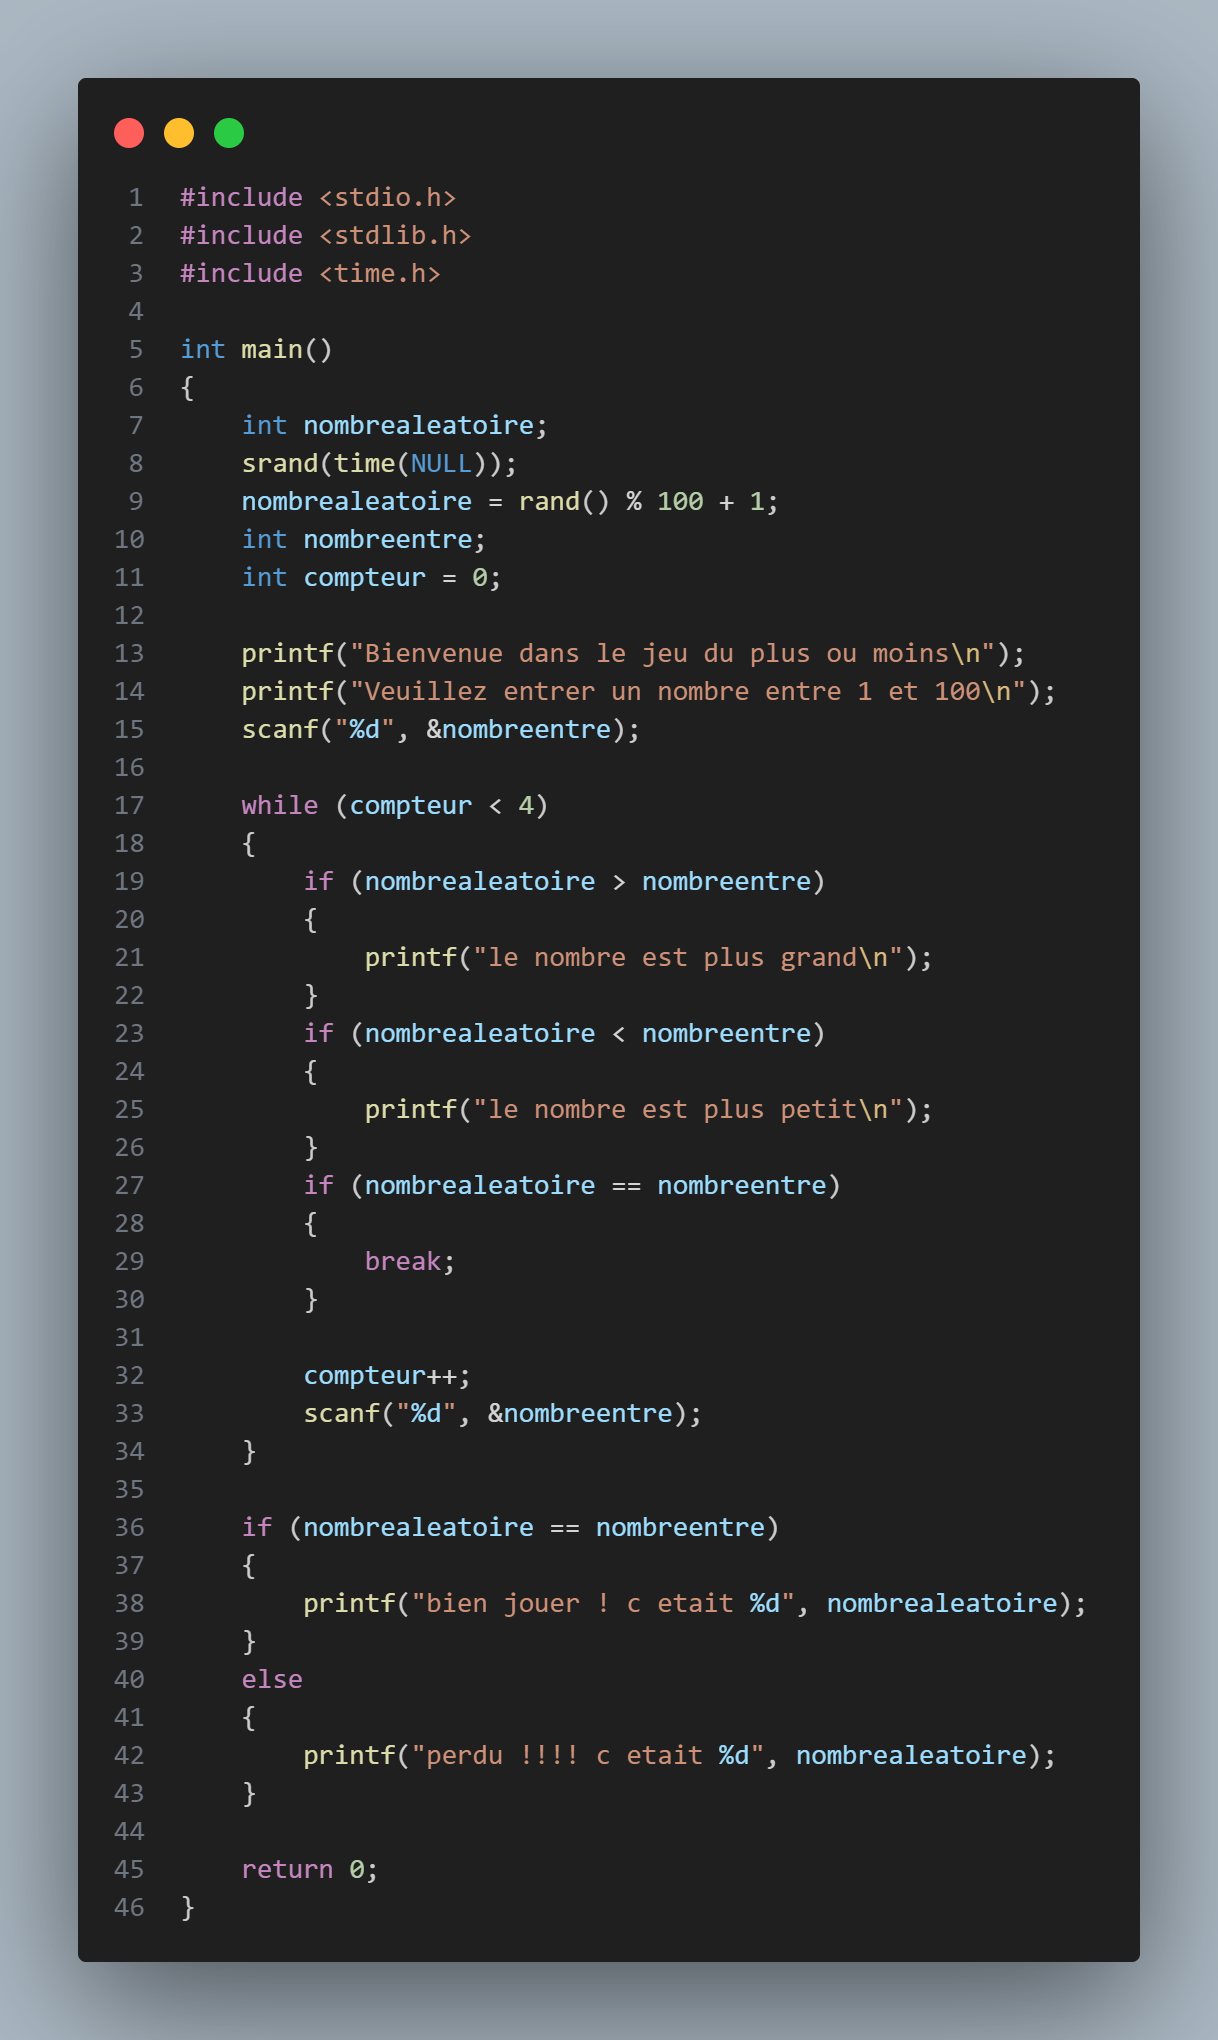 1 #include <stdio.h>
2 #include <stdlib.h>
3 #include <time.h>
4
5 int main()
6 {
7     int nombrealeatoire;
8     srand(time(NULL));
9     nombrealeatoire = rand() % 100 + 1;
10     int nombreentre;
11     int compteur = 0;
12
13     printf("Bienvenue dans le jeu du plus ou moins\n");
14     printf("Veuillez entrer un nombre entre 1 et 100\n");
15     scanf("%d", &nombreentre);
16
17     while (compteur < 4)
18     {
19         if (nombrealeatoire > nombreentre)
20         {
21             printf("le nombre est plus grand\n");
22         }
23         if (nombrealeatoire < nombreentre)
24         {
25             printf("le nombre est plus petit\n");
26         }
27         if (nombrealeatoire == nombreentre)
28         {
29             break;
30         }
31
32         compteur++;
33         scanf("%d", &nombreentre);
34     }
35
36     if (nombrealeatoire == nombreentre)
37     {
38         printf("bien jouer ! c etait %d", nombrealeatoire);
39     }
40     else
41     {
42         printf("perdu !!!! c etait %d", nombrealeatoire);
43     }
44
45     return 0;
46 }